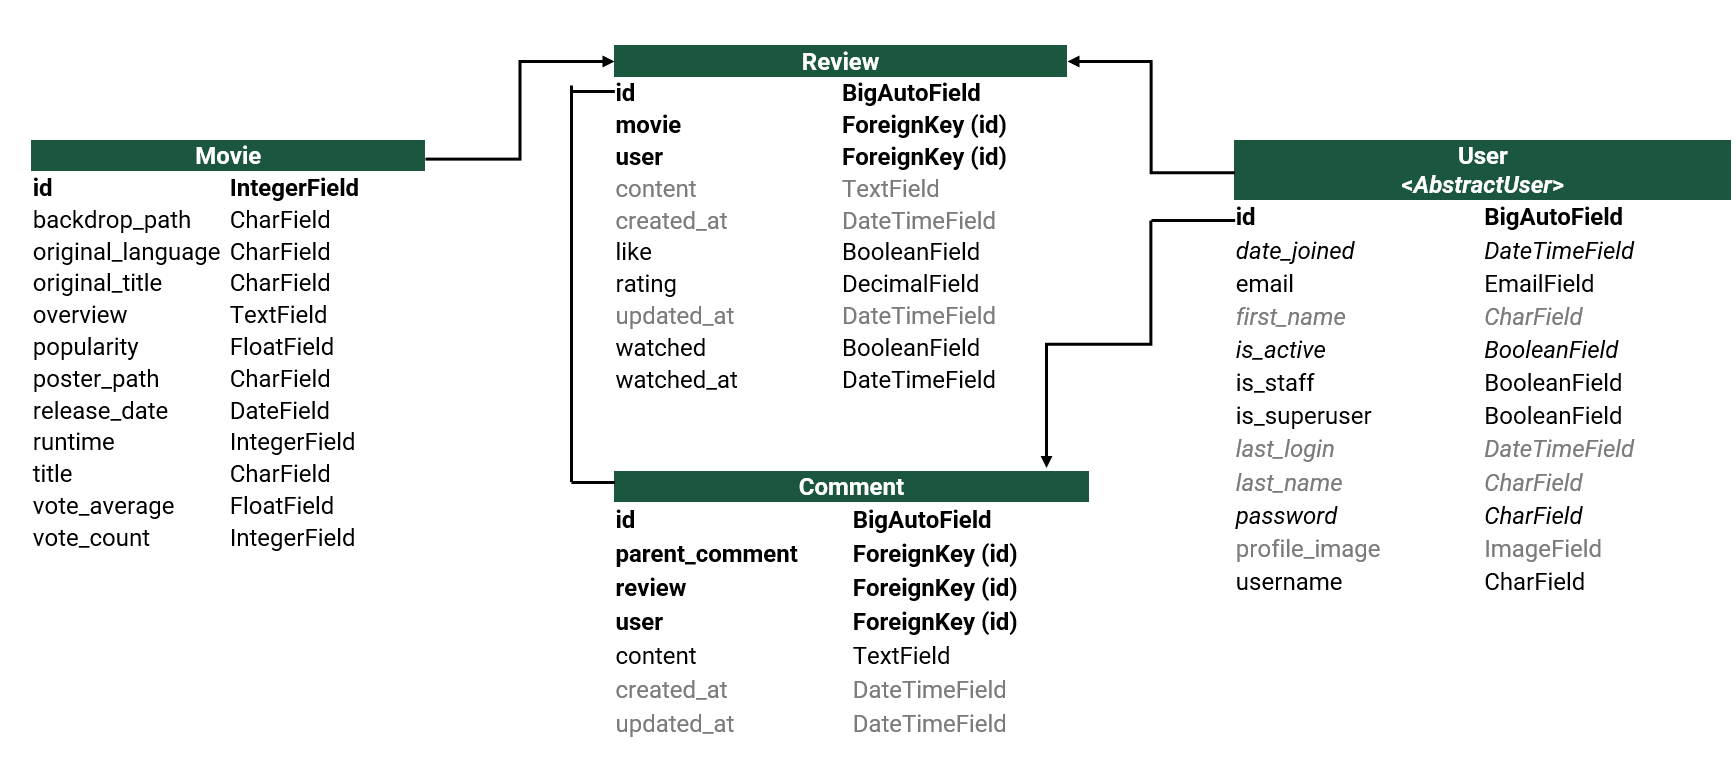 Review
id BigAutoField
movie ForeignKey (id)
user ForeignKey (id)
content TextField
created_at DateTimeField
like BooleanField
rating DecimalField
updated_at DateTimeField
watched BooleanField
watched_at DateTimeField
Movie
id IntegerField
backdrop_path CharField
original_language CharField
original_title CharField
overview TextField
popularity FloatField
poster_path CharField
release_date DateField
runtime IntegerField
title CharField
vote_average FloatField
vote_count IntegerField
User
<AbstractUser>
id BigAutoField
date_joined DateTimeField
email EmailField
first_name CharField
is_active BooleanField
is_staff BooleanField
is_superuser BooleanField
last_login DateTimeField
last_name CharField
password CharField
profile_image ImageField
username CharField
Comment
id BigAutoField
parent_comment ForeignKey (id)
review ForeignKey (id)
user ForeignKey (id)
content TextField
created_at DateTimeField
updated_at DateTimeField